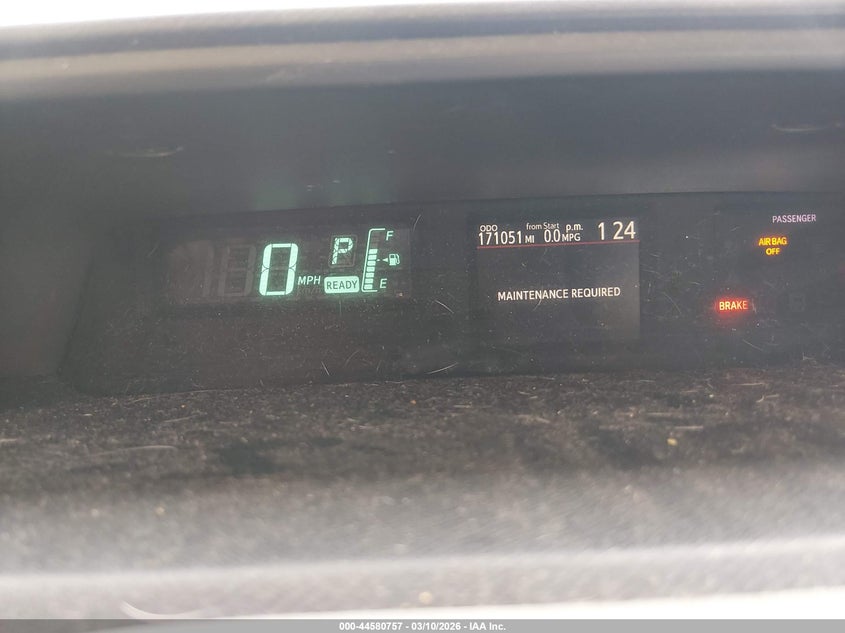 0 MPH
P
READY
F
E
ODO
171051 MI
from Start
0.0 MPG
p.m.
1 24
MAINTENANCE REQUIRED
PASSENGER
AIR BAG
OFF
BRAKE
000-44580757 - 03/10/2026 - IAA Inc.